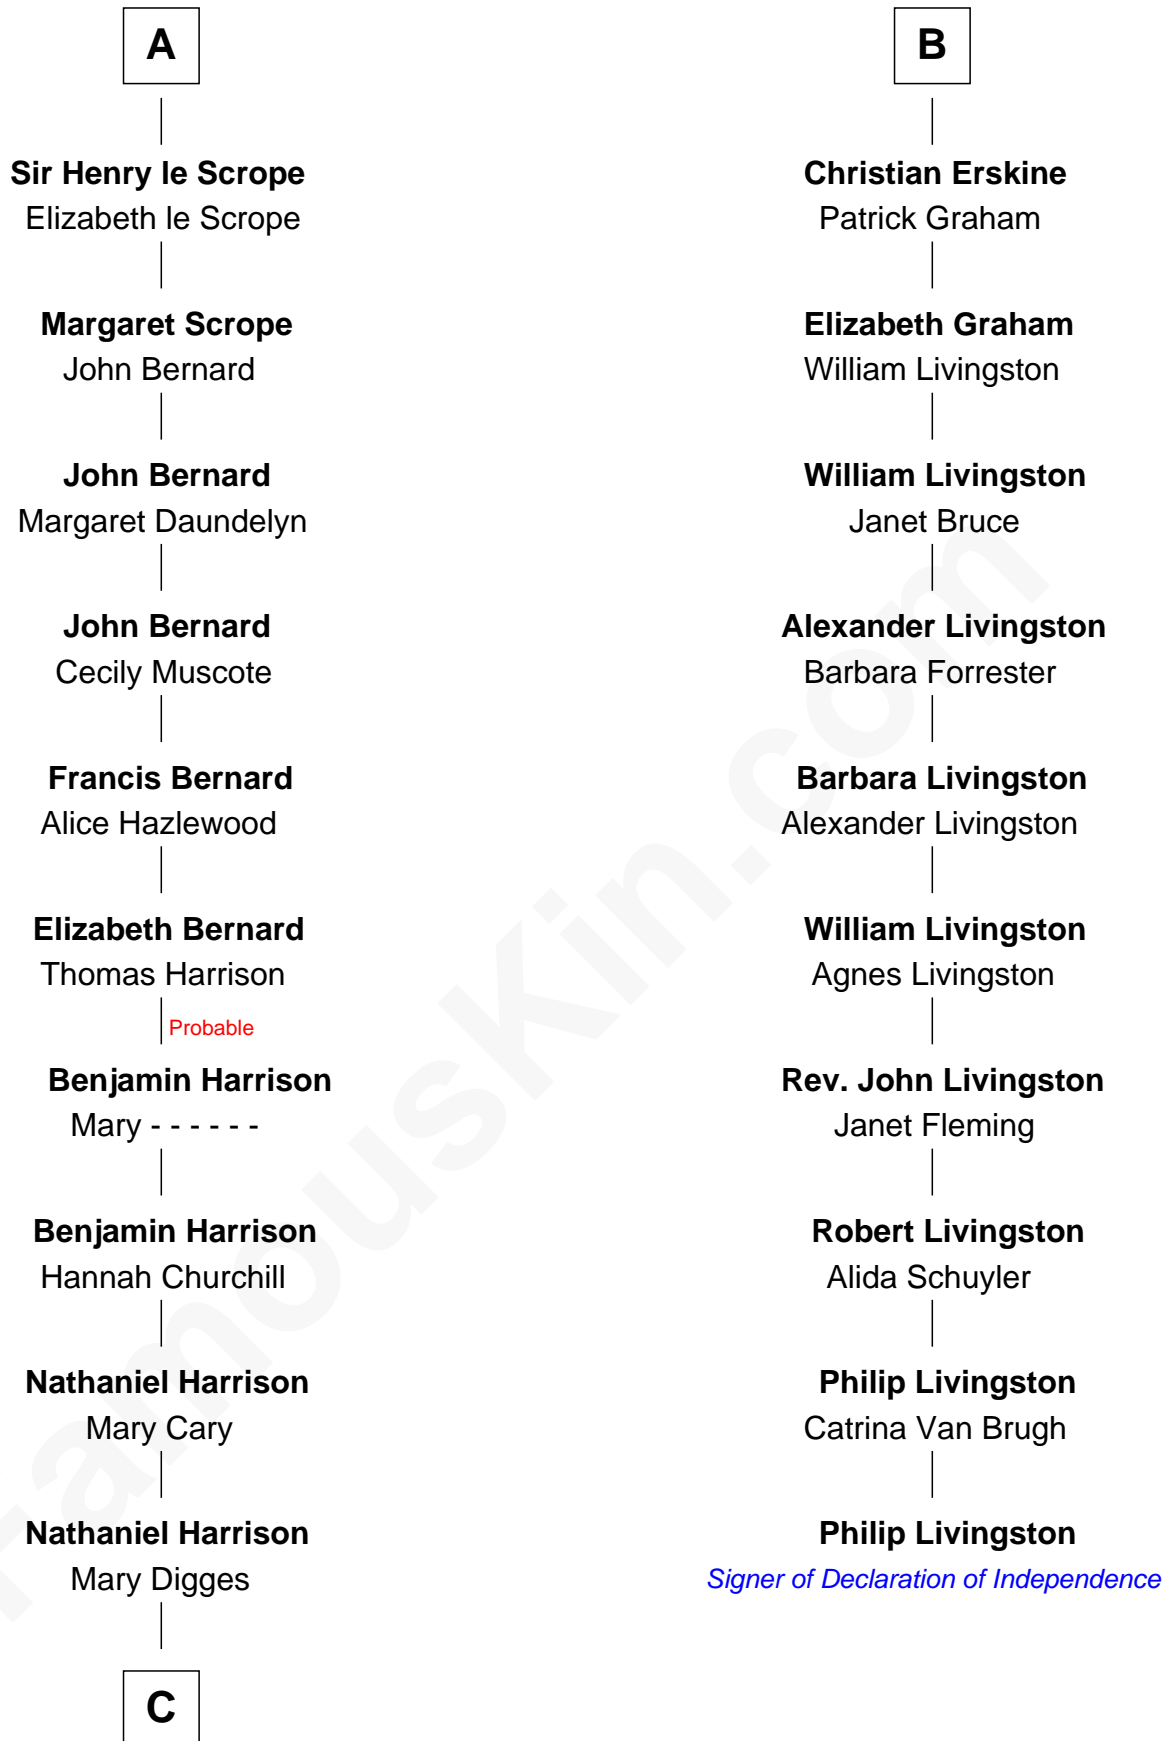 A
Sir Henry le Scrope
Elizabeth le Scrope
Margaret Scrope
John Bernard
John Bernard
Margaret Daundelyn
John Bernard
Cecily Muscote
Francis Bernard
Alice Hazlewood
Elizabeth Bernard
Thomas Harrison
Probable
Benjamin Harrison
Mary - - - - - -
Benjamin Harrison
Hannah Churchill
Nathaniel Harrison
Mary Cary
Nathaniel Harrison
Mary Digges
C
B
Christian Erskine
Patrick Graham
Elizabeth Graham
William Livingston
William Livingston
Janet Bruce
Alexander Livingston
Barbara Forrester
Barbara Livingston
Alexander Livingston
William Livingston
Agnes Livingston
Rev. John Livingston
Janet Fleming
Robert Livingston
Alida Schuyler
Philip Livingston
Catrina Van Brugh
Philip Livingston
Signer of Declaration of Independence
FamousKin.com